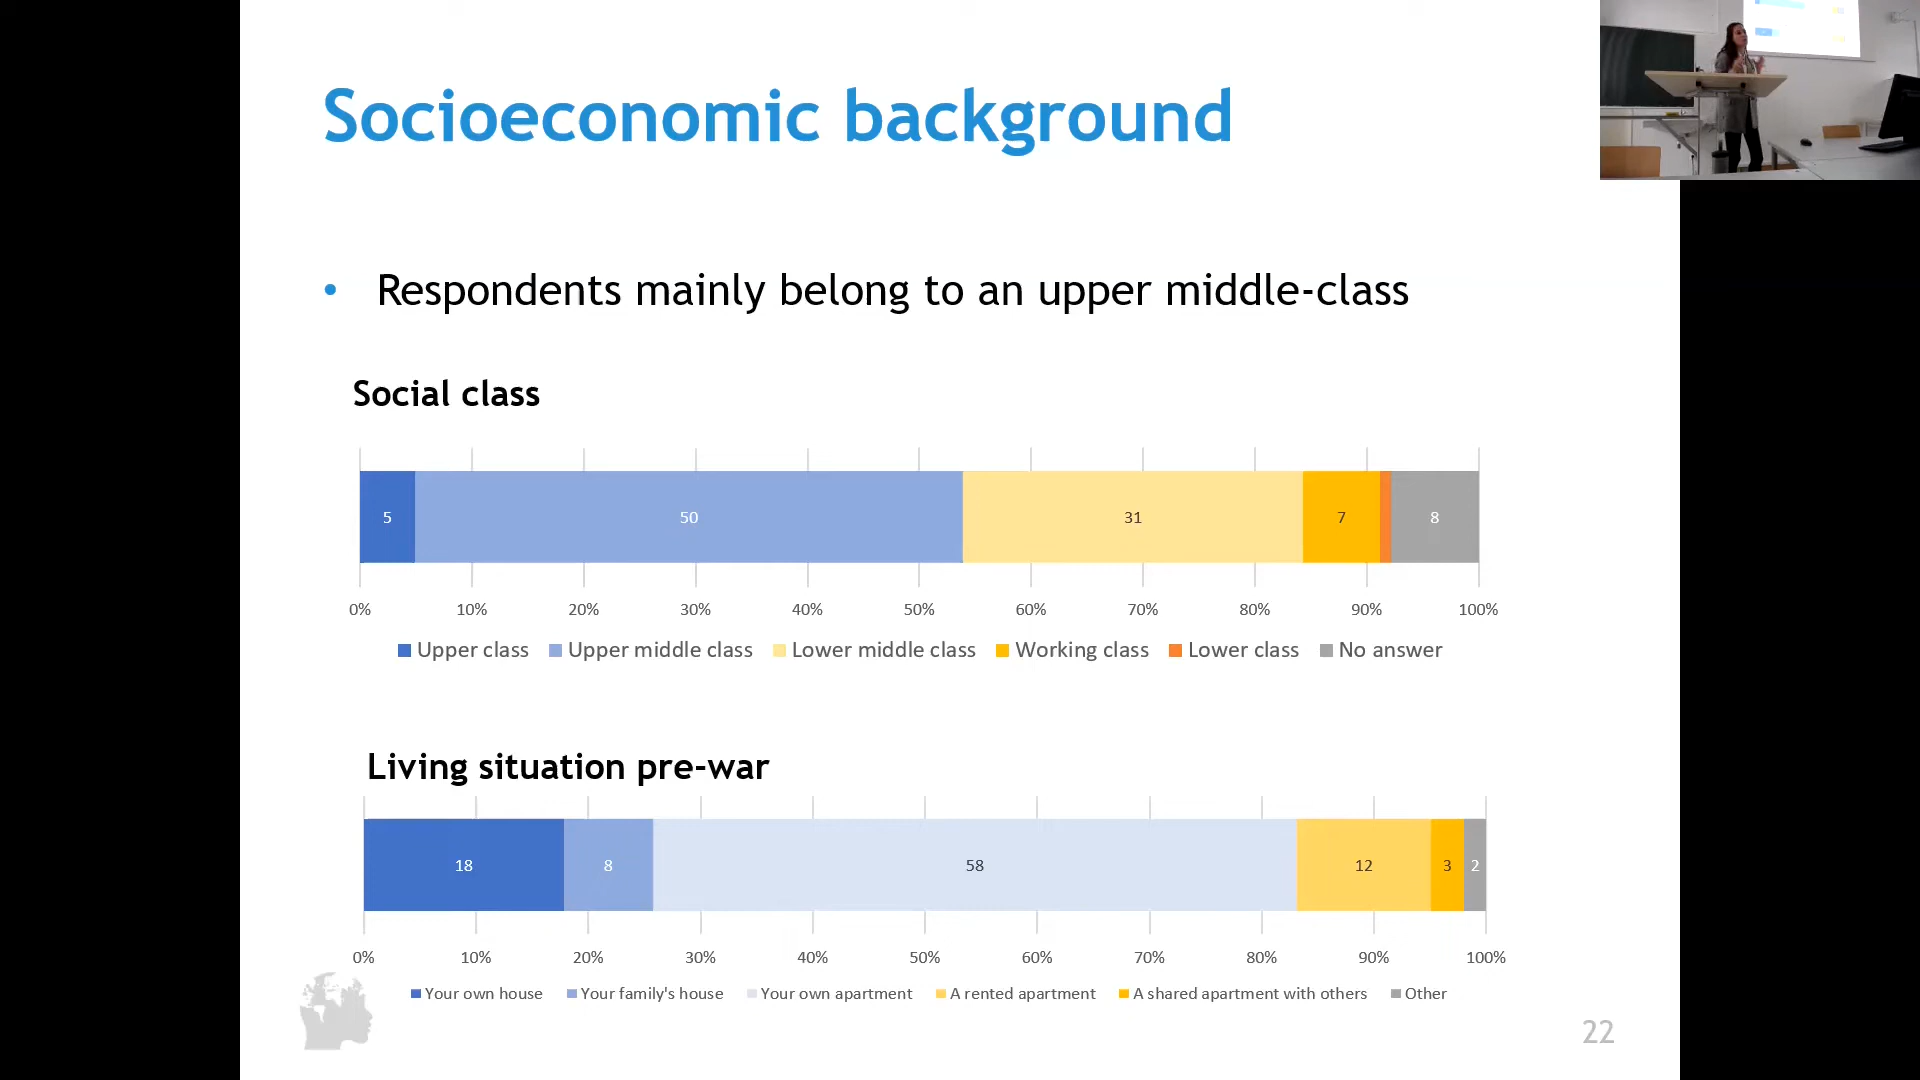 Socioeconomic background
• Respondents mainly belong to an upper middle-class
Social class
5 50 31 7 8
0% 10% 20% 30% 40% 50% 60% 70% 80% 90% 100%
Upper class Upper middle class Lower middle class Working class Lower class No answer
Living situation pre-war
18 8 58 12 3 2
0% 10% 20% 30% 40% 50% 60% 70% 80% 90% 100%
Your own house Your family's house Your own apartment A rented apartment A shared apartment with others Other
22